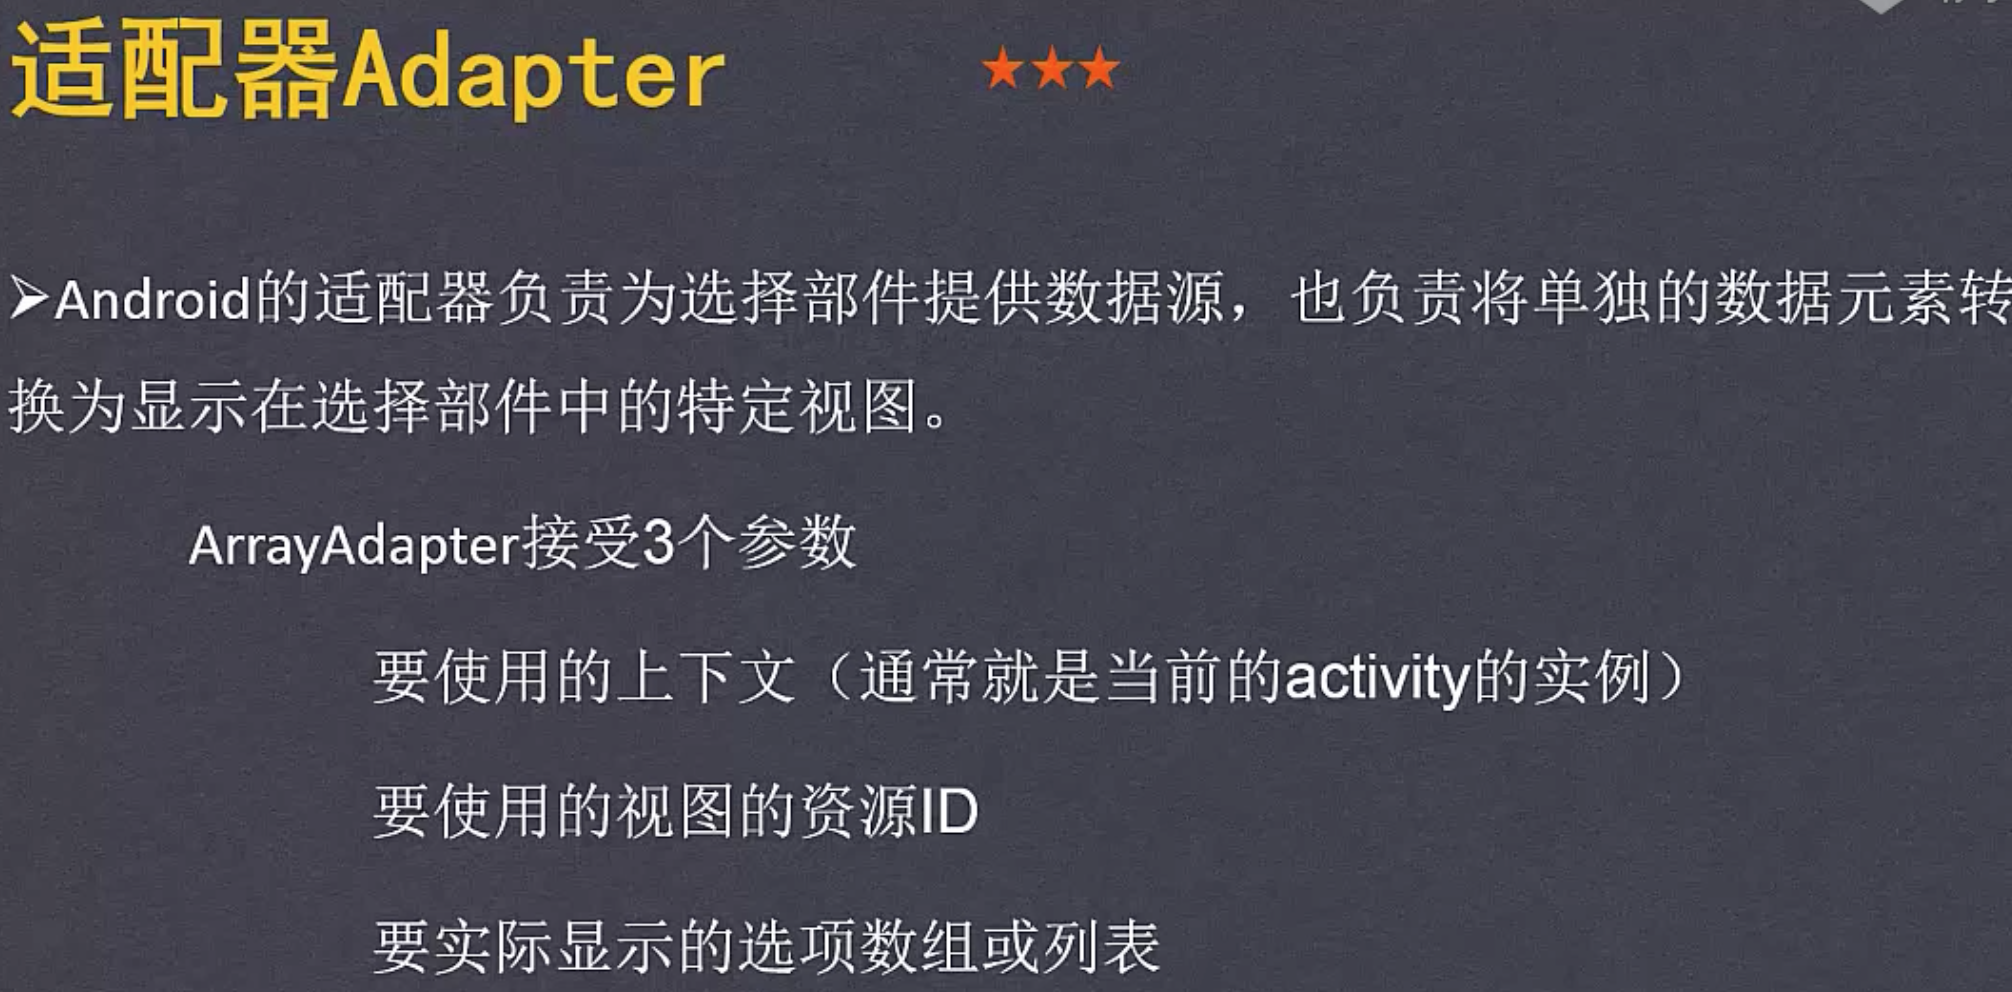 适配器Adapter ★★★
➤Android的适配器负责为选择部件提供数据源，也负责将单独的数据元素转
换为显示在选择部件中的特定视图。
ArrayAdapter接受3个参数
要使用的上下文（通常就是当前的activity的实例）
要使用的视图的资源ID
要实际显示的选项数组或列表